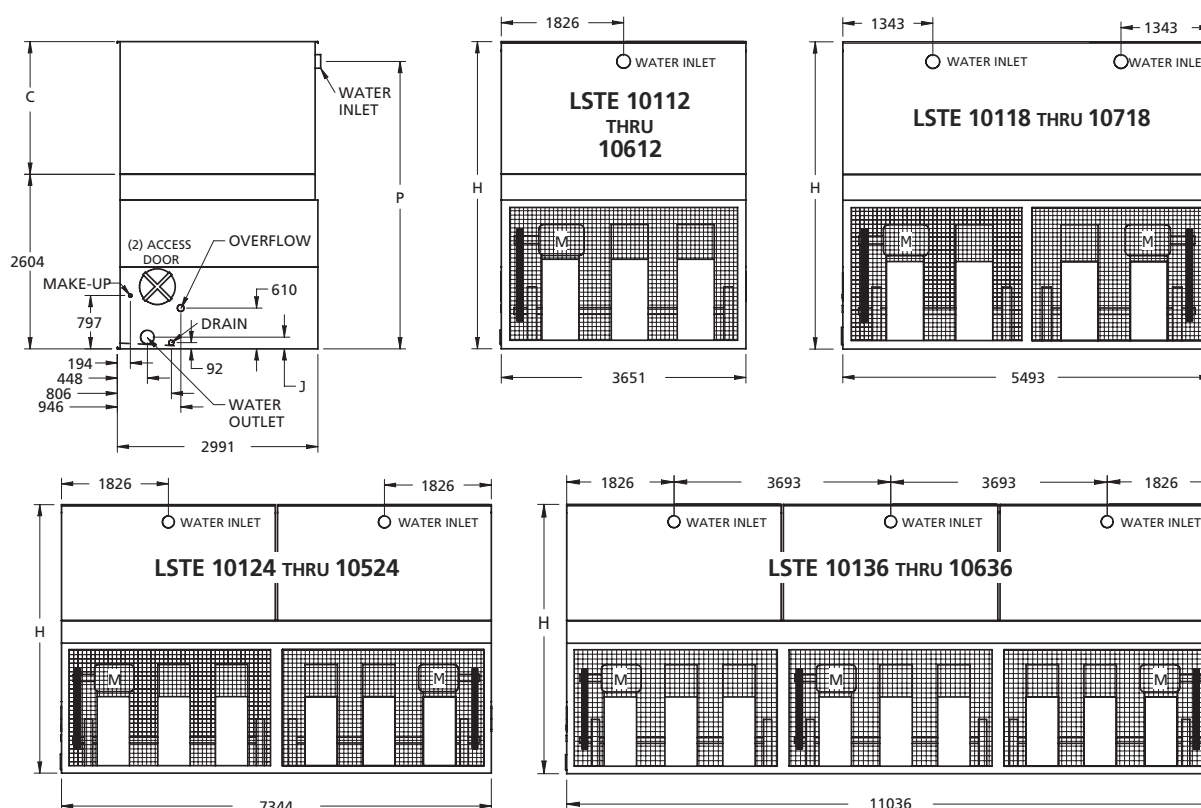 1826
WATER INLET
LSTE 10112
THRU
10612
H
3651
1343
1343
WATER INLET
WATER INLET
LSTE 10118 THRU 10718
H
M
M
M
5493
C
WATER
INLET
P
2604
(2) ACCESS
DOOR
OVERFLOW
MAKE-UP
610
797
DRAIN
194
92
448
J
806
946
WATER
OUTLET
2991
1826
1826
WATER INLET
WATER INLET
LSTE 10124 THRU 10524
H
M
M
7344
1826
3693
3693
1826
WATER INLET
WATER INLET
WATER INLET
LSTE 10136 THRU 10636
H
M
M
M
11036